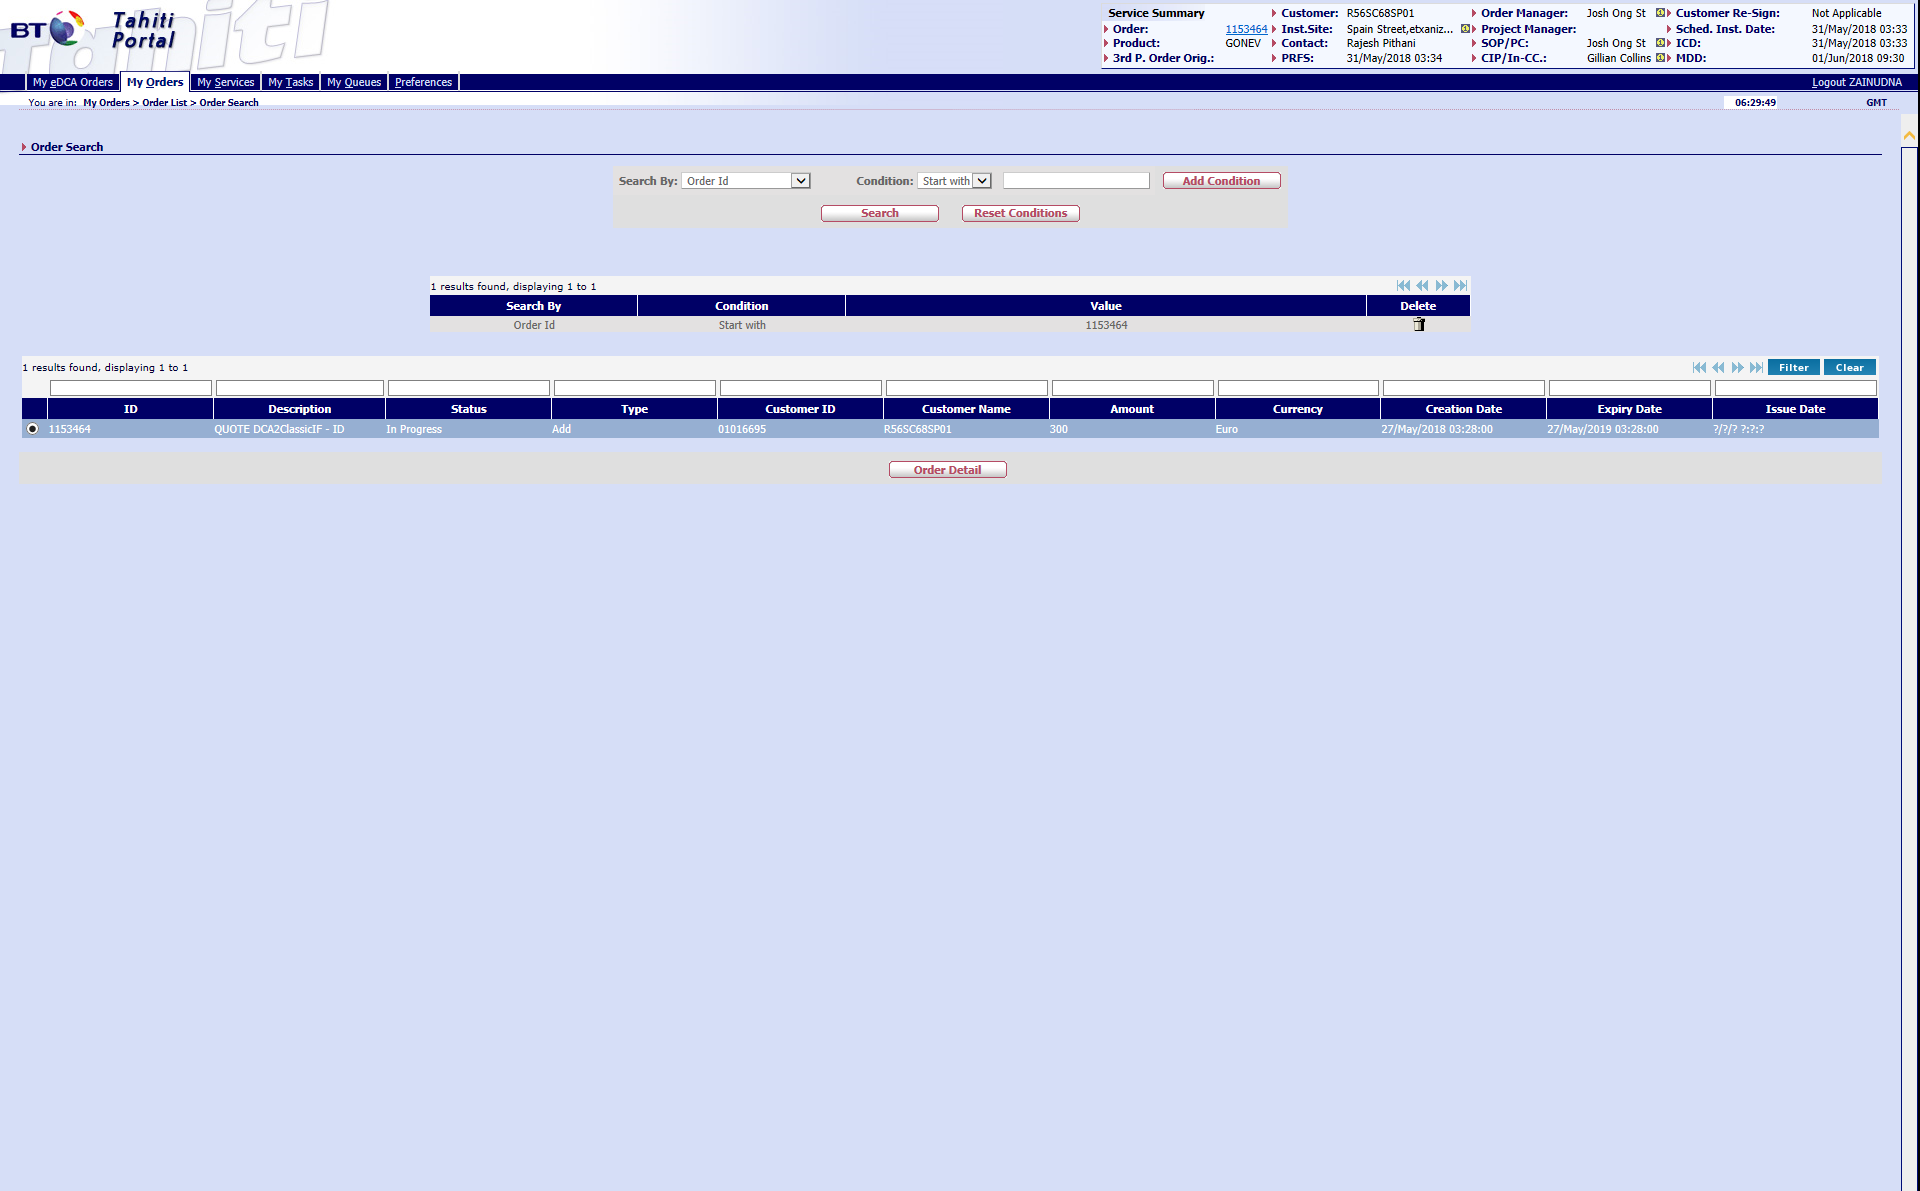 BT
Tahiti
Portal
Tahiti
Service Summary
Order: 1153464
Product: GONEV
3rd P. Order Orig.:
Customer: R56SC68SP01
Inst.Site: Spain Street,etxaniz...
Contact: Rajesh Pithani
PRFS: 31/May/2018 03:34
Order Manager: Josh Ong St
Project Manager:
SOP/PC: Josh Ong St
CIP/In-CC.: Gillian Collins
Customer Re-Sign: Not Applicable
Sched. Inst. Date: 31/May/2018 03:33
ICD: 31/May/2018 03:33
MDD: 01/Jun/2018 09:30
My eDCA Orders My Orders My Services My Tasks My Queues Preferences Logout ZAINUDNA
You are in: My Orders > Order List > Order Search 06:29:49 GMT
Order Search
Search By: Order Id Condition: Start with Add Condition
Search Reset Conditions
1 results found, displaying 1 to 1
Search By Condition Value Delete
Order Id Start with 1153464
1 results found, displaying 1 to 1 Filter Clear
ID Description Status Type Customer ID Customer Name Amount Currency Creation Date Expiry Date Issue Date
1153464 QUOTE DCA2ClassicIF - ID In Progress Add 01016695 R56SC68SP01 300 Euro 27/May/2018 03:28:00 27/May/2019 03:28:00 ?/?/? ?:?:?
Order Detail